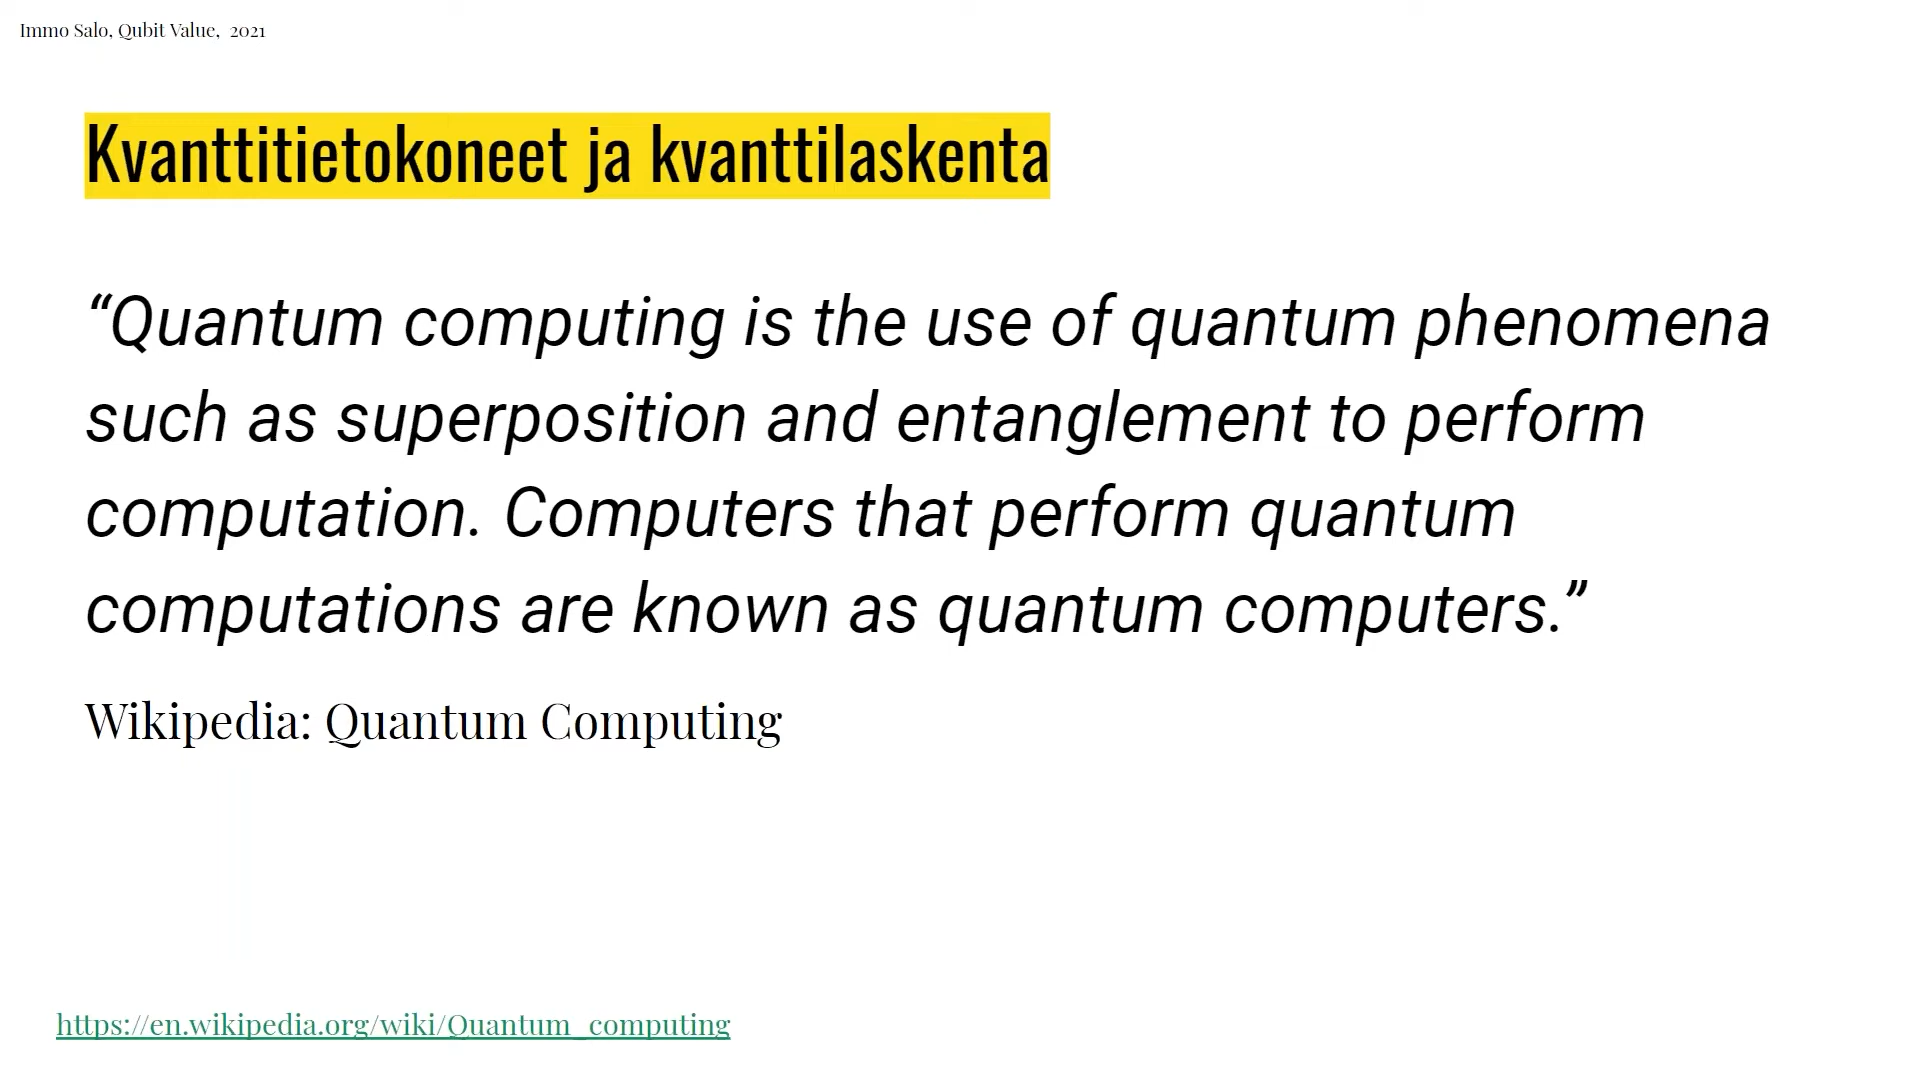 Immo Salo, Qubit Value, 2021
Kvanttitietokoneet ja kvanttilaskenta
“Quantum computing is the use of quantum phenomena
such as superposition and entanglement to perform
computation. Computers that perform quantum
computations are known as quantum computers.”
Wikipedia: Quantum Computing
https://en.wikipedia.org/wiki/Quantum_computing